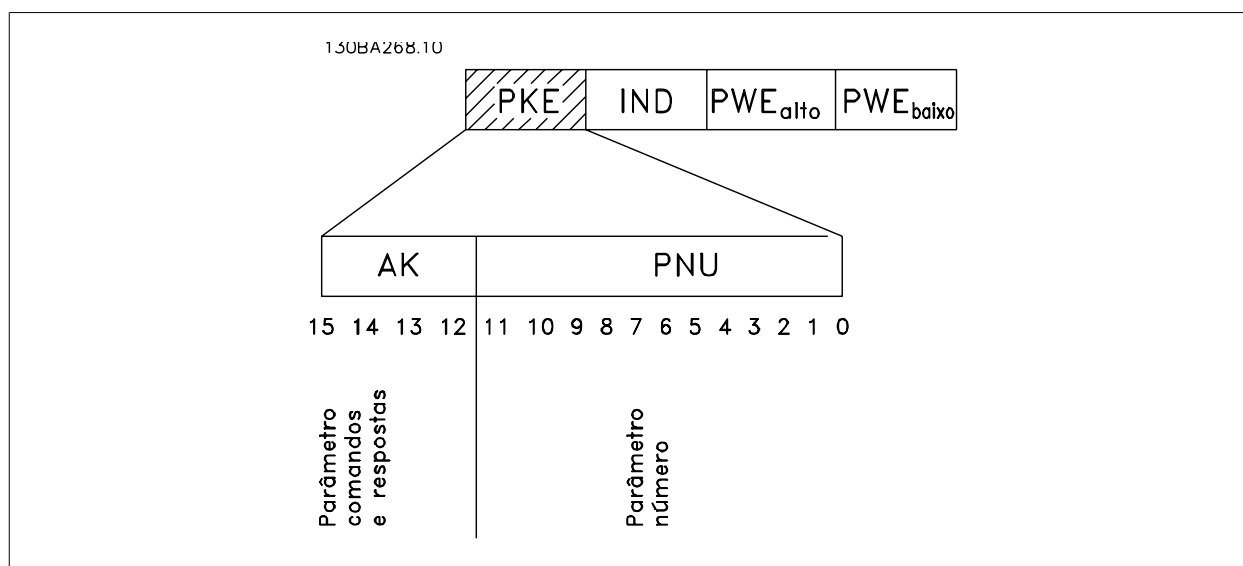 130BA268.10
PKE IND PWEalto PWEbaixo
AK PNU
15 14 13 12 11 10 9 8 7 6 5 4 3 2 1 0
Parâmetro
comandos
e respostas
Parâmetro
número